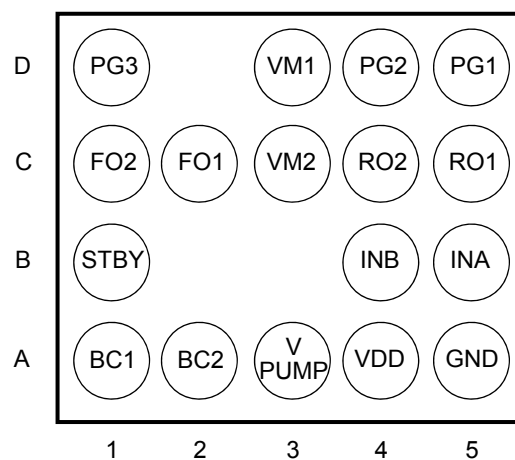 D PG3 VM1 PG2 PG1
C FO2 FO1 VM2 RO2 RO1
B STBY INB INA
A BC1 BC2 V PUMP VDD GND
1 2 3 4 5